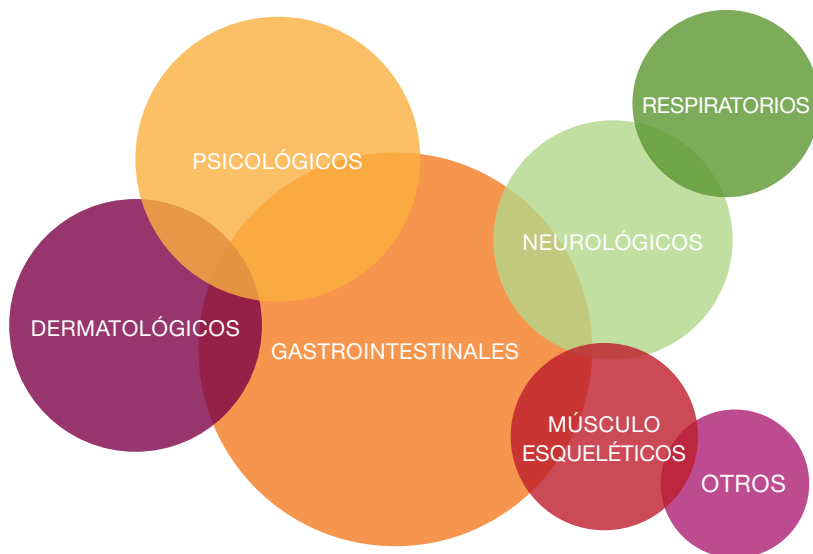 RESPIRATORIOS
PSICOLÓGICOS
NEUROLÓGICOS
DERMATOLÓGICOS
GASTROINTESTINALES
MÚSCULO
ESQUELÉTICOS
OTROS